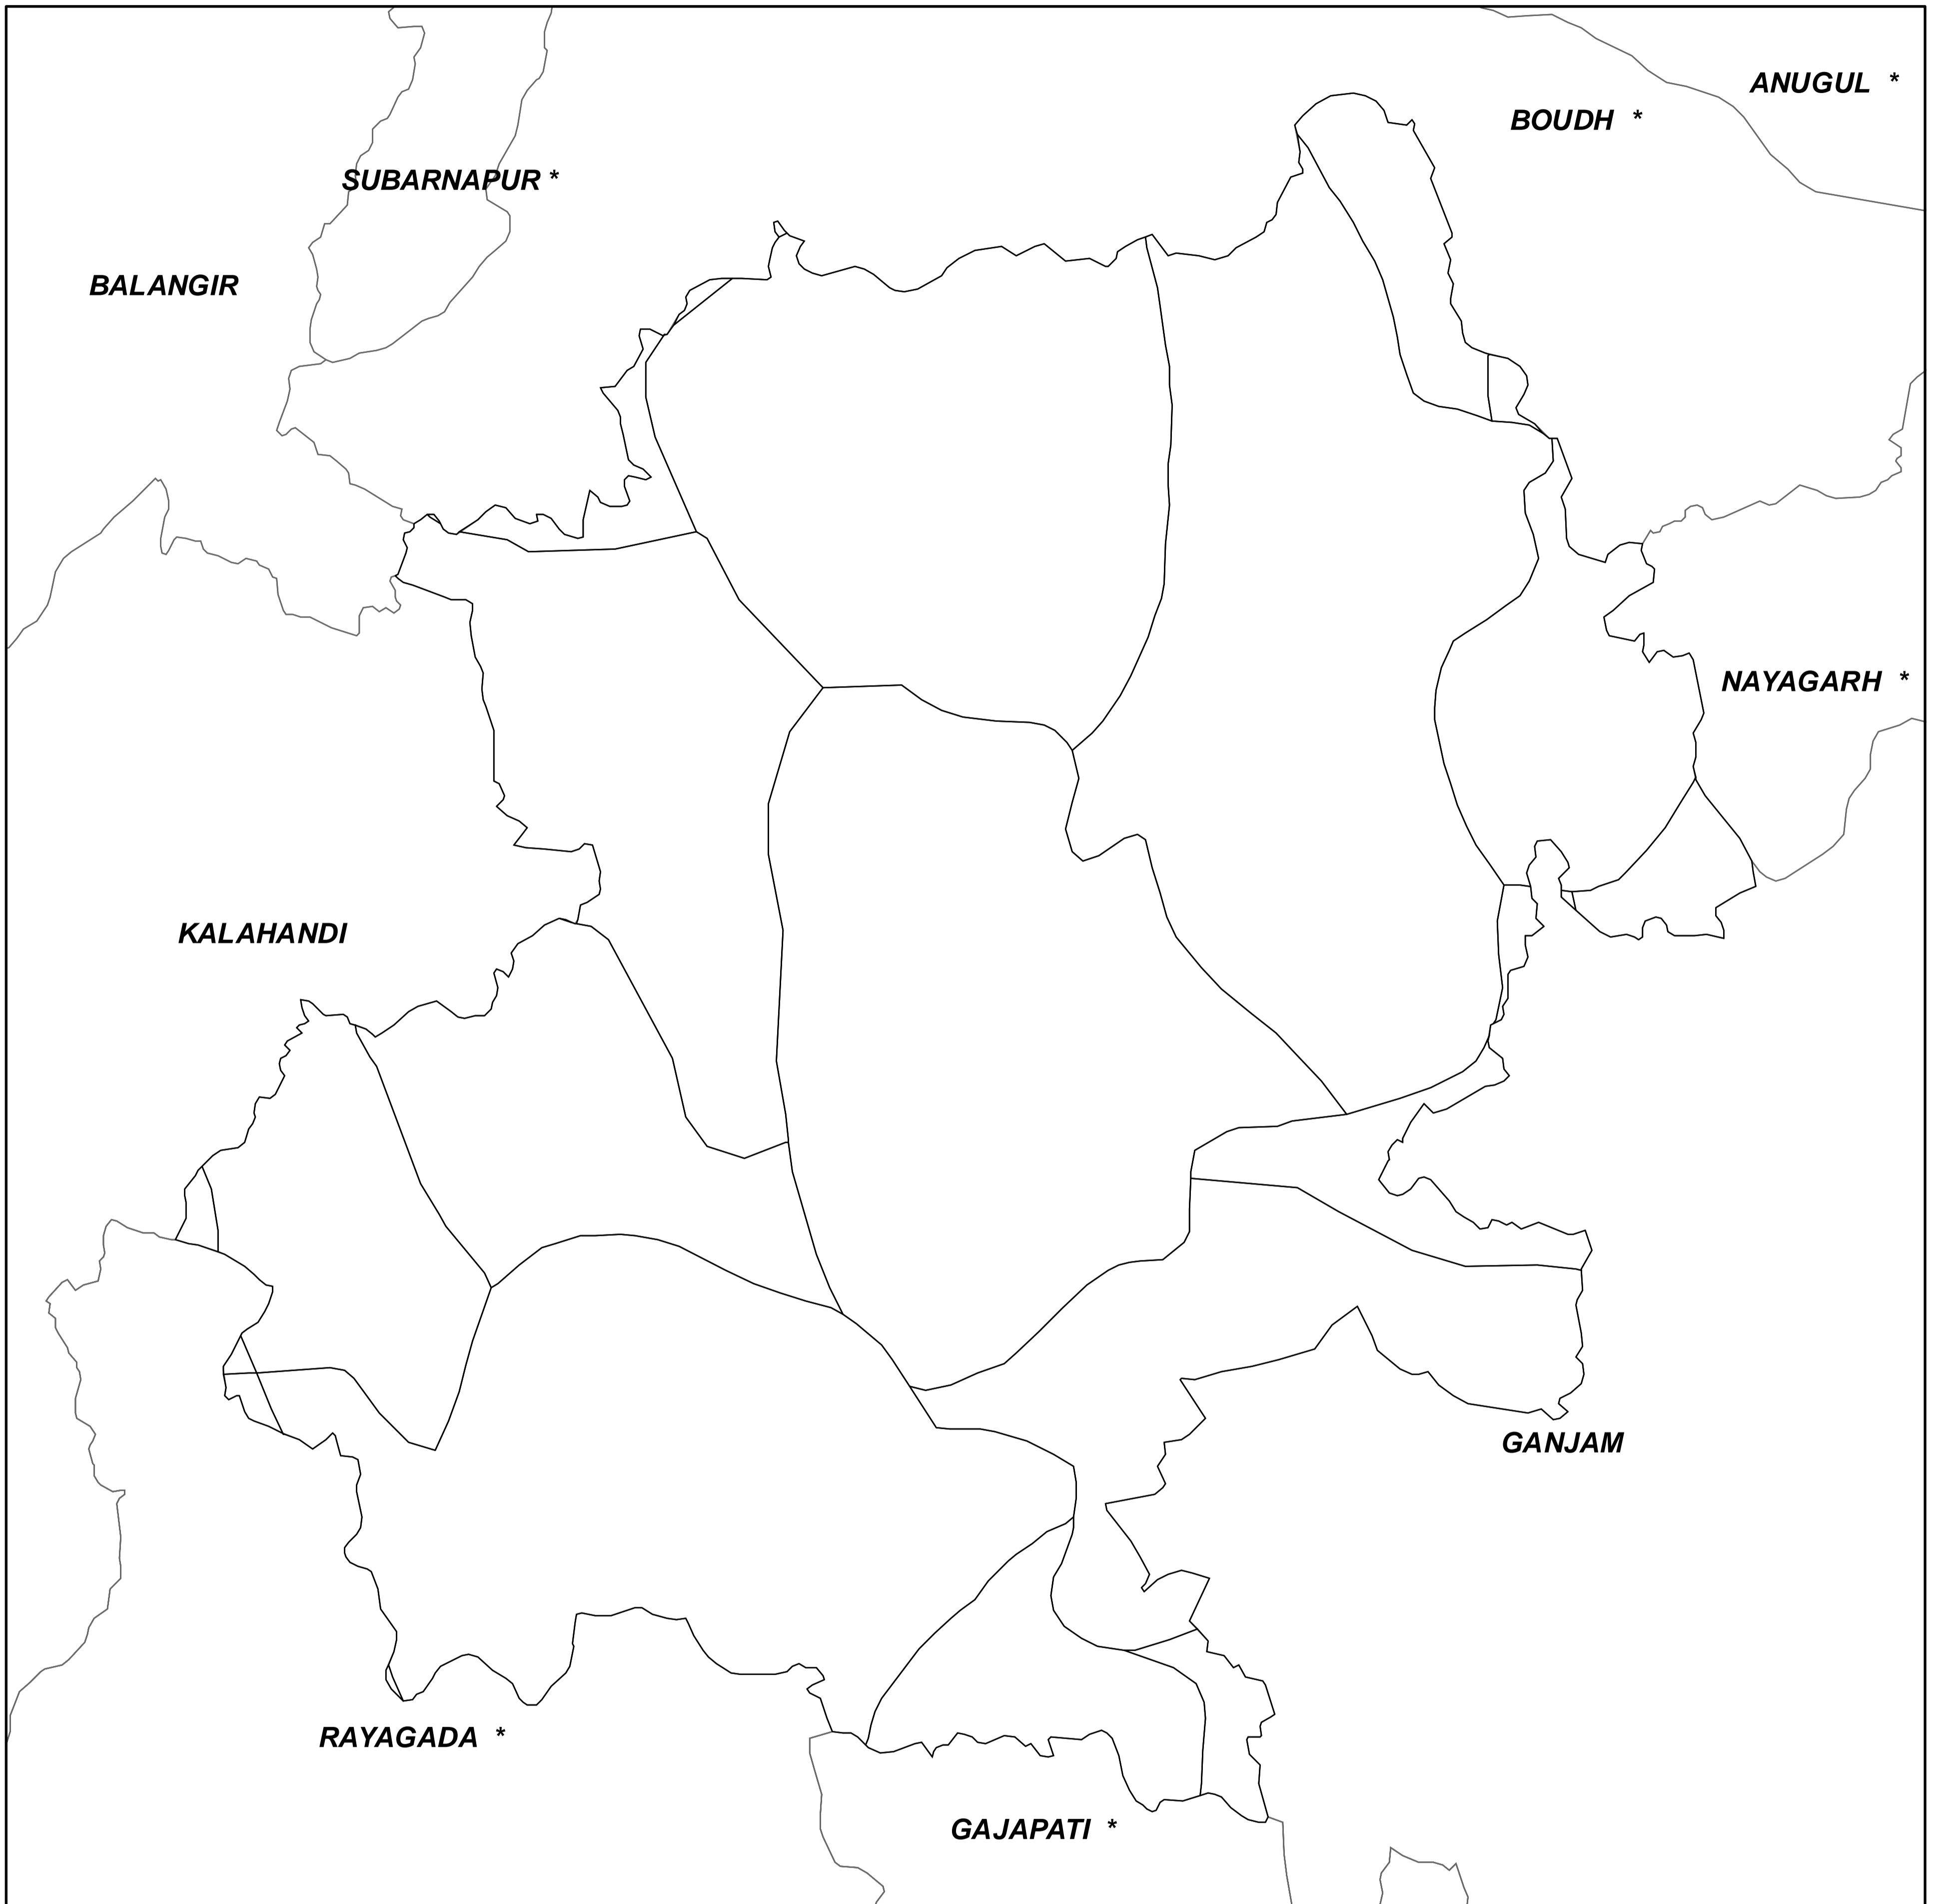 ANUGUL *
BOUDH *
SUBARNAPUR *
BALANGIR
NAYAGARH *
KALAHANDI
GANJAM
RAYAGADA *
GAJAPATI *